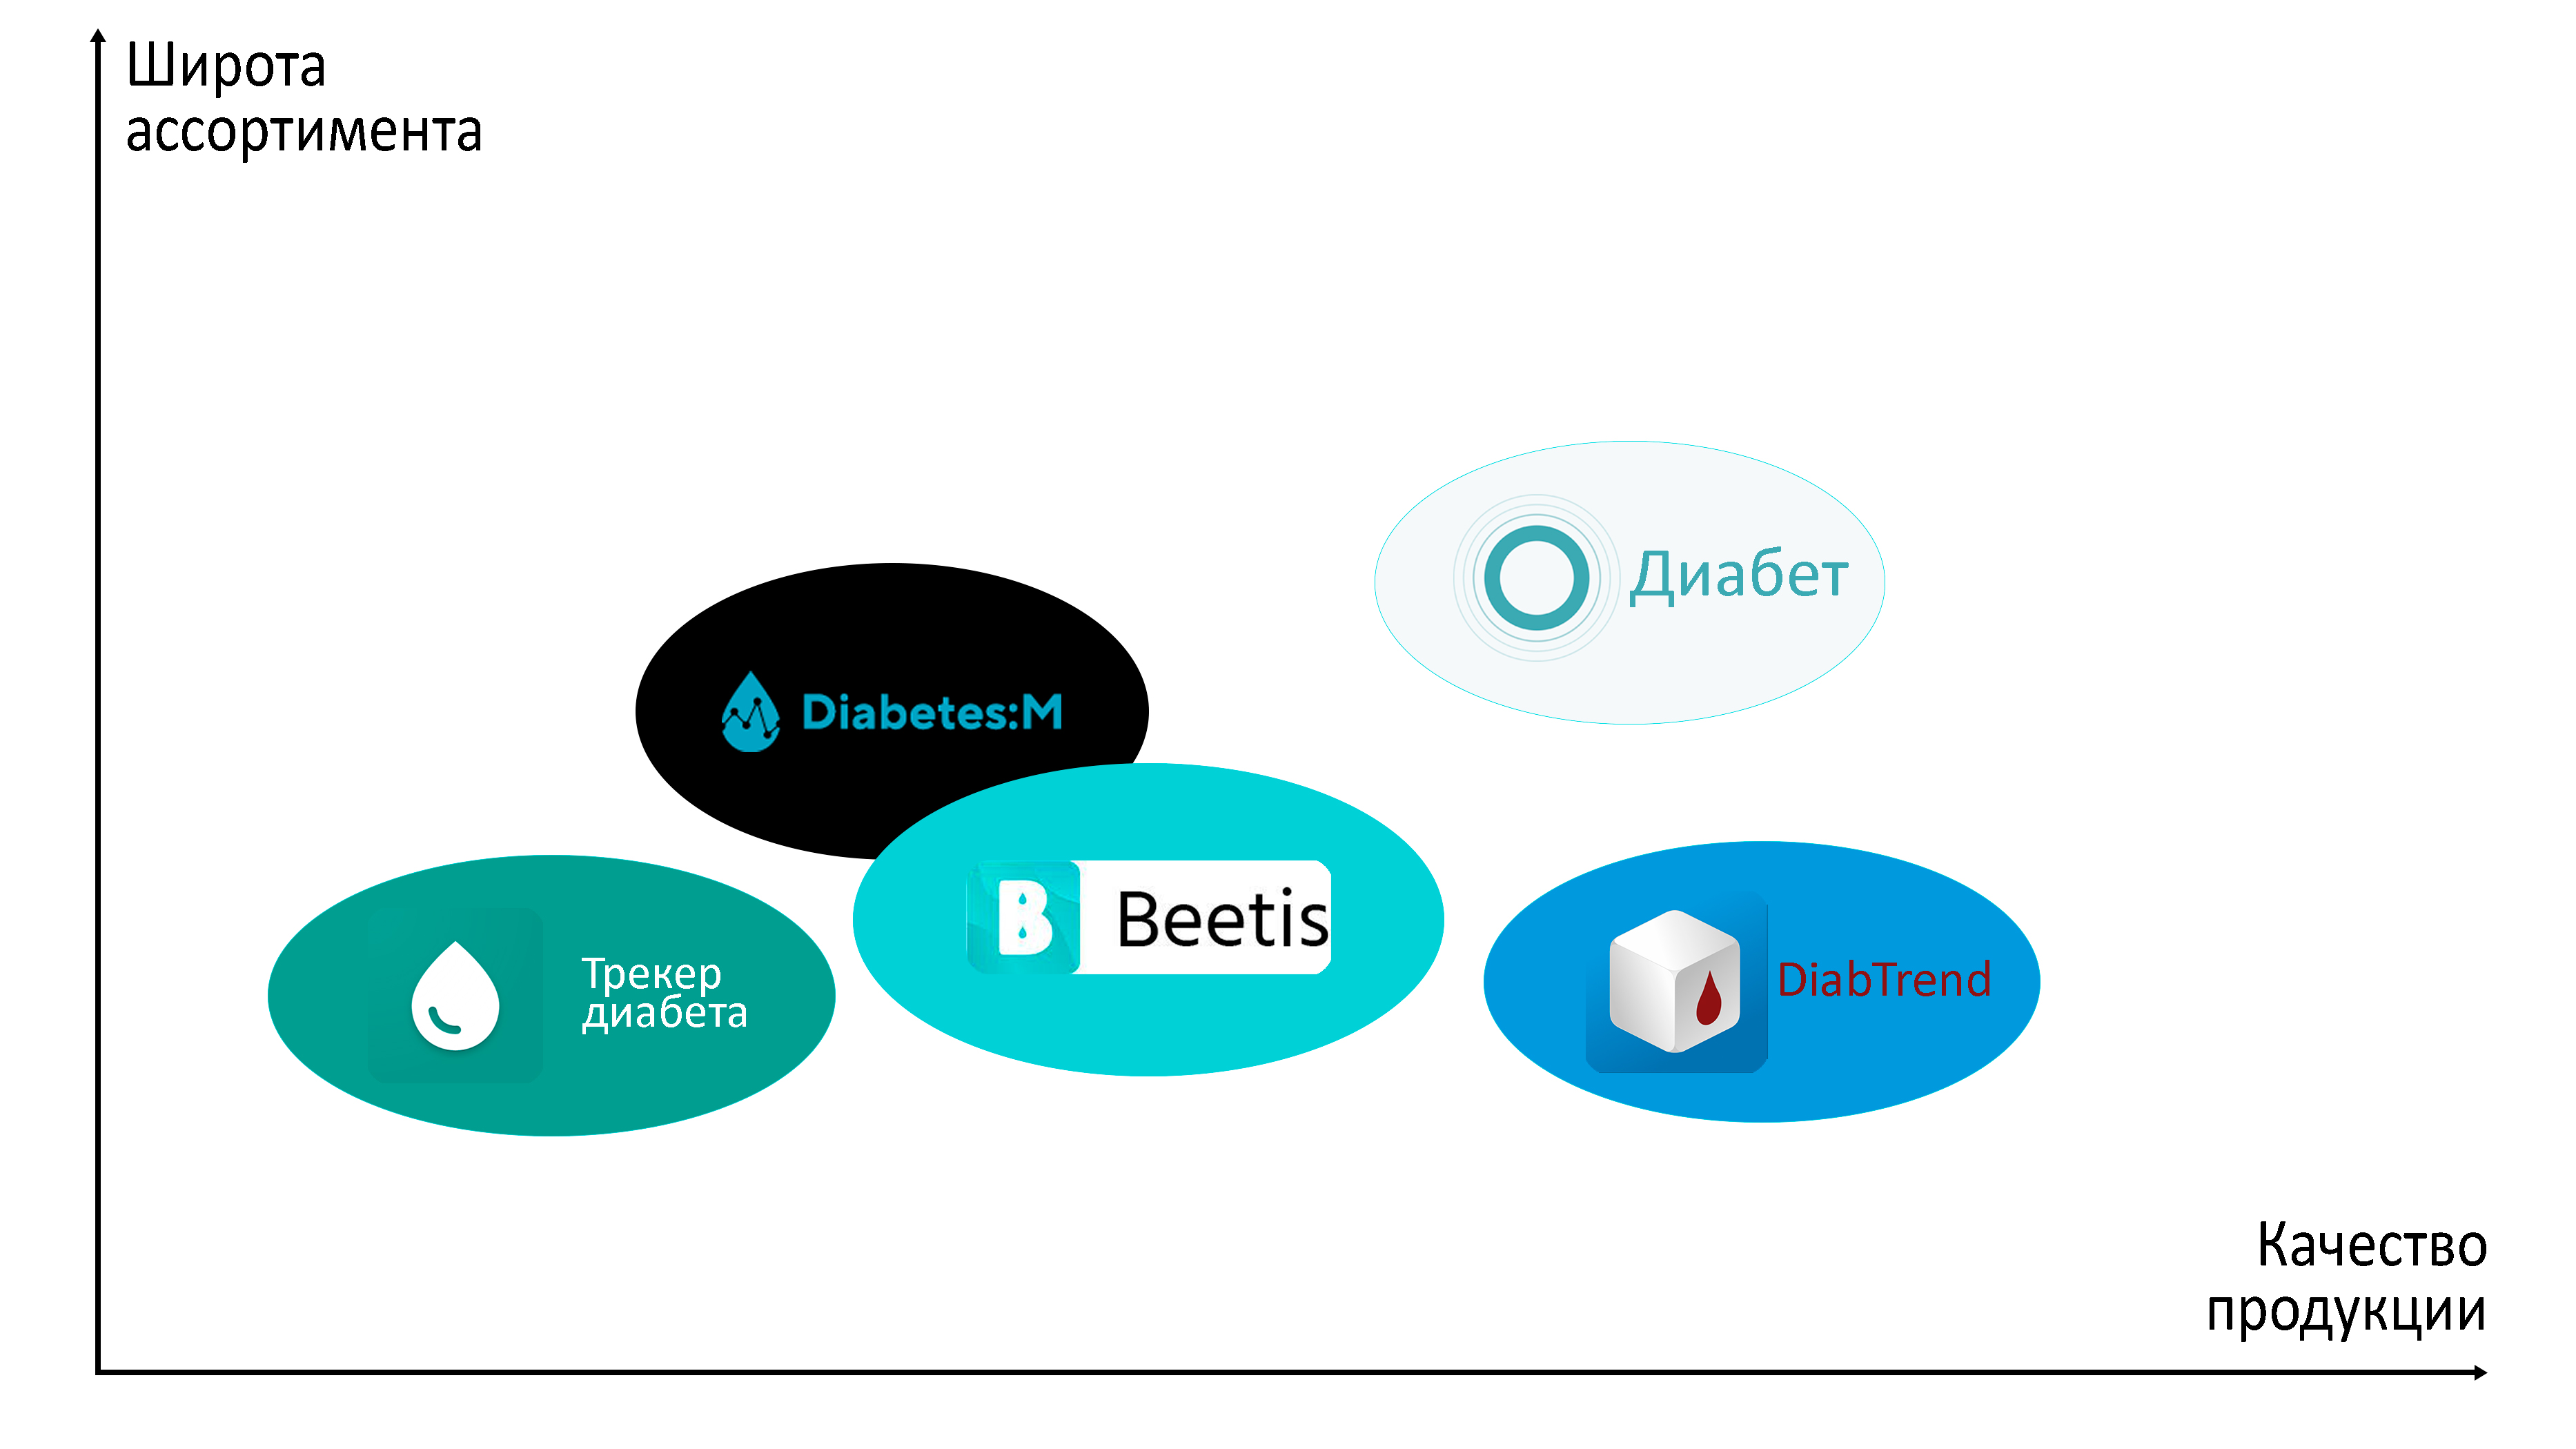 Широта
ассортимента
Диабет
Diabetes:M
Beetis
Трекер
диабета
DiabTrend
Качество
продукции